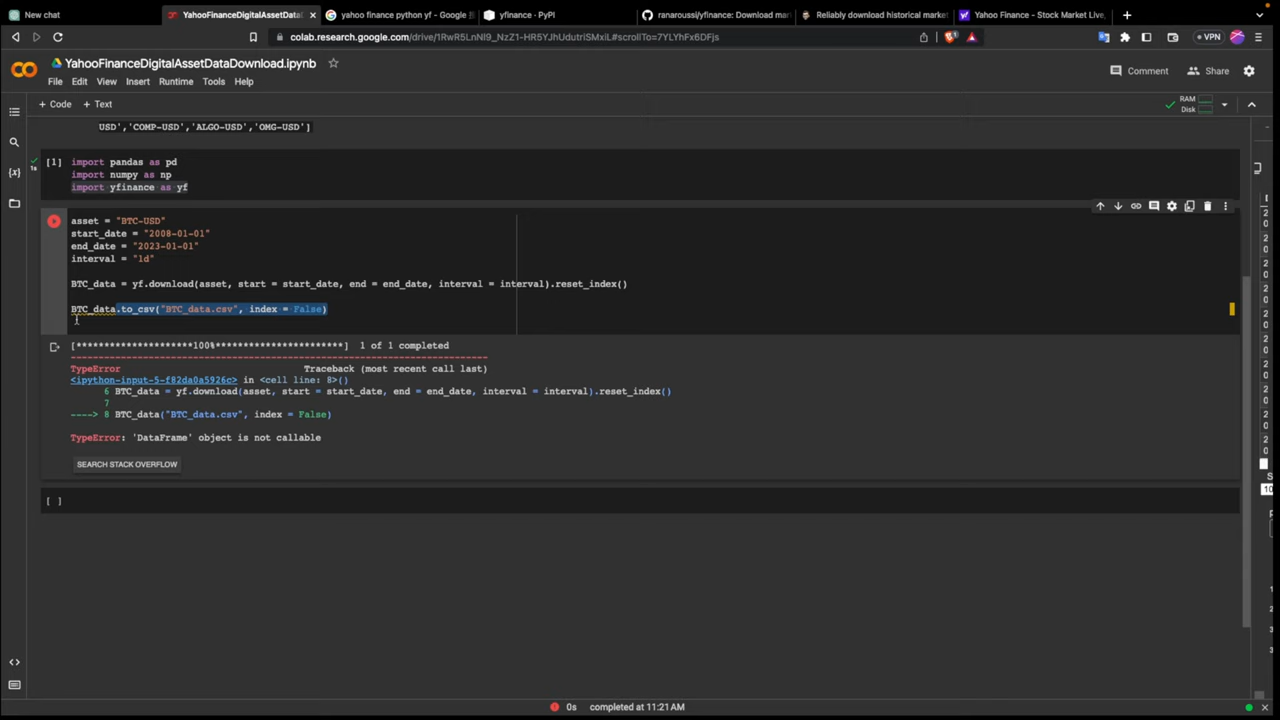 New chat
YahooFinanceDigitalAssetData
yahoo finance python yf - Google
yfinance · PyPI
ranaroussi/yfinance: Download mar
Reliably download historical market
Yahoo Finance - Stock Market Live,
colab.research.google.com/drive/1RwR5LnNI9_NzZ1-HR5YJhUdutriSMxiL#scrollTo=7YLYhFx6DFjs
VPN
YahooFinanceDigitalAssetDataDownload.ipynb
File Edit View Insert Runtime Tools Help
Comment
Share
+ Code + Text
RAM
Disk
USD','COMP-USD','ALGO-USD','OMG-USD']
[1] import pandas as pd
1s
import numpy as np
import yfinance as yf
asset = "BTC-USD"
start_date = "2008-01-01"
end_date = "2023-01-01"
interval = "1d"
BTC_data = yf.download(asset, start = start_date, end = end_date, interval = interval).reset_index()
BTC_data.to_csv("BTC_data.csv", index = False)
[*********************100%***********************] 1 of 1 completed
---------------------------------------------------------------------------
TypeError Traceback (most recent call last)
<ipython-input-5-f82da0a5926c> in <cell line: 8>()
6 BTC_data = yf.download(asset, start = start_date, end = end_date, interval = interval).reset_index()
7
----> 8 BTC_data("BTC_data.csv", index = False)
TypeError: 'DataFrame' object is not callable
SEARCH STACK OVERFLOW
[ ]
0s completed at 11:21 AM